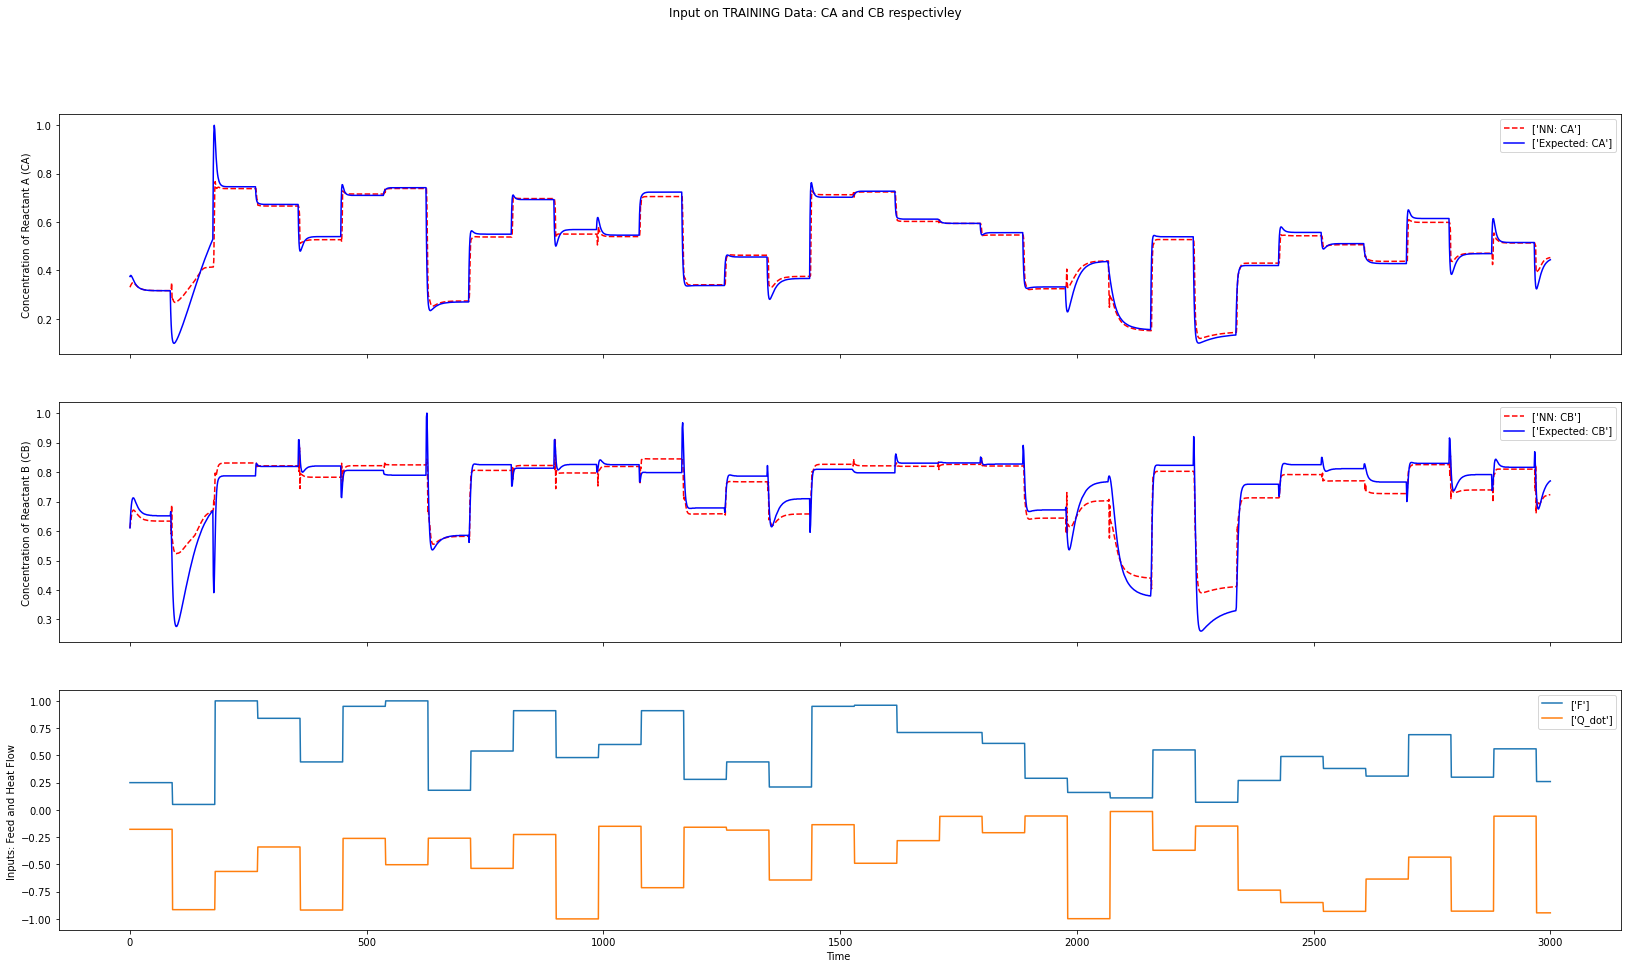 Input on TRAINING Data: CA and CB respectivley
Concentration of Reactant A (CA)
1.0
0.8
0.6
0.4
0.2
['NN: CA']
['Expected: CA']
Concentration of Reactant B (CB)
1.0
0.9
0.8
0.7
0.6
0.5
0.4
0.3
['NN: CB']
['Expected: CB']
Inputs: Feed and Heat Flow
1.00
0.75
0.50
0.25
0.00
−0.25
−0.50
−0.75
−1.00
['F']
['Q_dot']
0 500 1000 1500 2000 2500 3000
Time